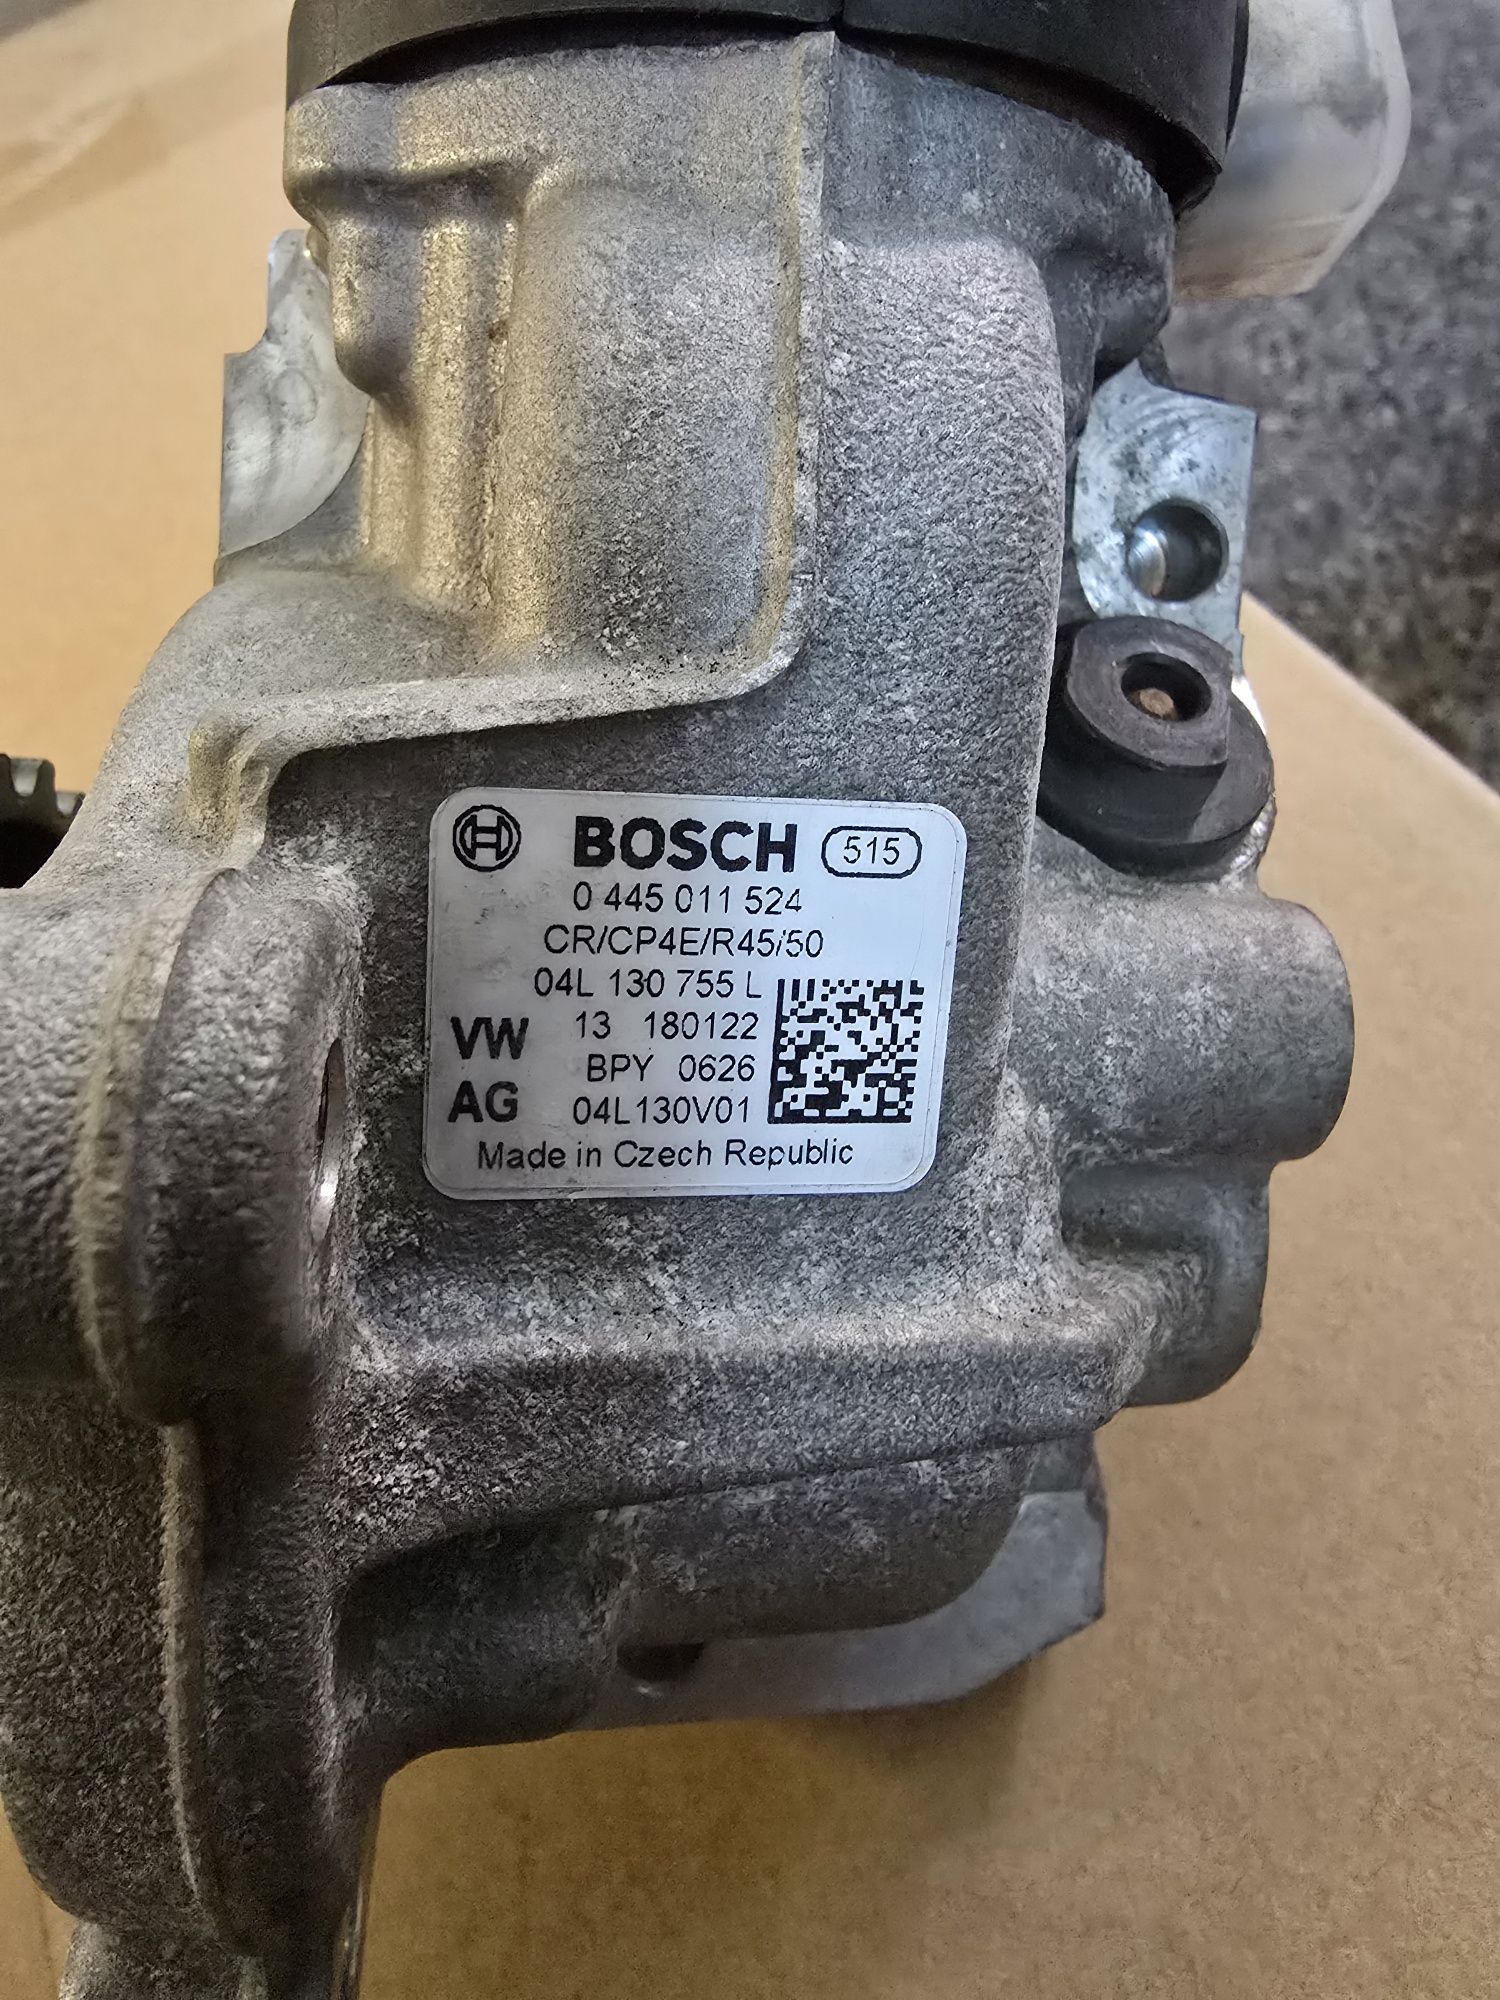 BOSCH 515
0 445 011 524
CR/CP4E/R45/50
04L 130 755 L
VW 13 180122
BPY 0626
AG 04L130V01
Made in Czech Republic